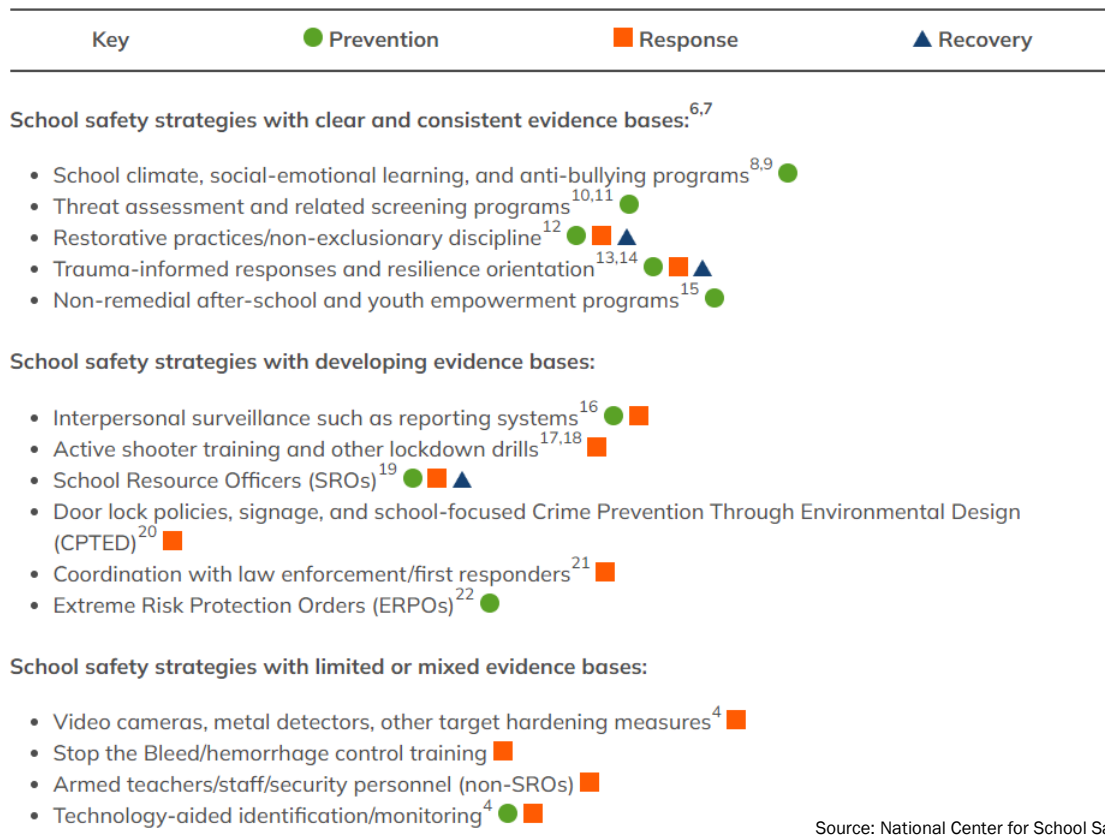 Key Prevention Response Recovery
School safety strategies with clear and consistent evidence bases:6,7
School climate, social-emotional learning, and anti-bullying programs8,9
Threat assessment and related screening programs10,11
Restorative practices/non-exclusionary discipline12
Trauma-informed responses and resilience orientation13,14
Non-remedial after-school and youth empowerment programs15
School safety strategies with developing evidence bases:
Interpersonal surveillance such as reporting systems16
Active shooter training and other lockdown drills17,18
School Resource Officers (SROs)19
Door lock policies, signage, and school-focused Crime Prevention Through Environmental Design
(CPTED)20
Coordination with law enforcement/first responders21
Extreme Risk Protection Orders (ERPOs)22
School safety strategies with limited or mixed evidence bases:
Video cameras, metal detectors, other target hardening measures4
Stop the Bleed/hemorrhage control training
Armed teachers/staff/security personnel (non-SROs)
Technology-aided identification/monitoring4
Source: National Center for School Sa